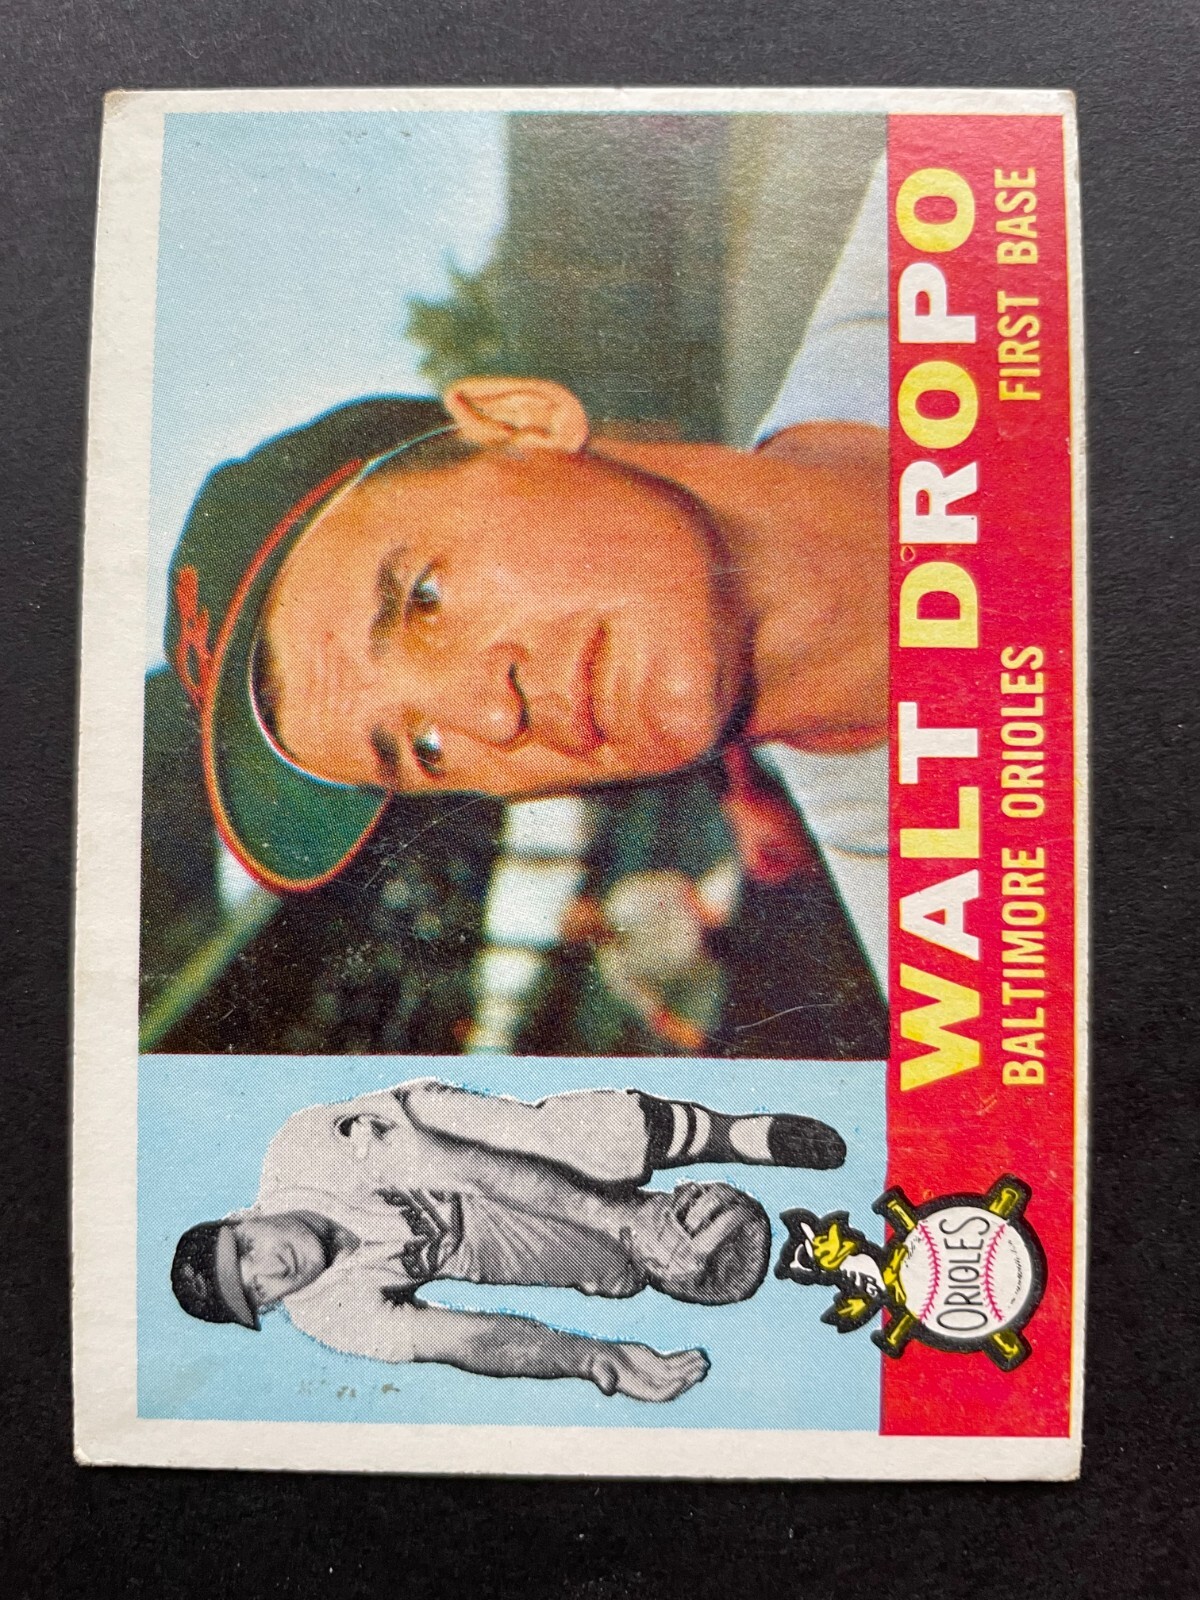 WALT DROPO
BALTIMORE ORIOLES FIRST BASE
ORIOLES